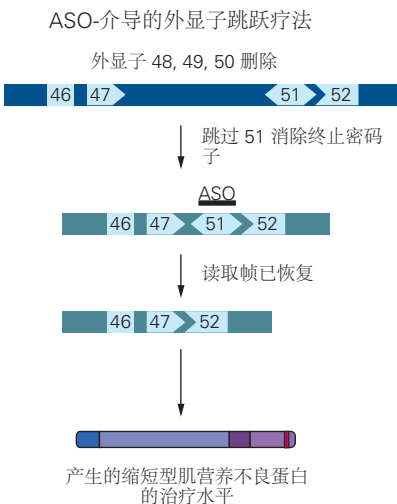 ASO-介导的外显子跳跃疗法
外显子 48, 49, 50 删除
46 47 51 52
跳过 51 消除终止密码
子
ASO
46 47 51 52
读取帧已恢复
46 47 52
产生的缩短型肌营养不良蛋白
的治疗水平